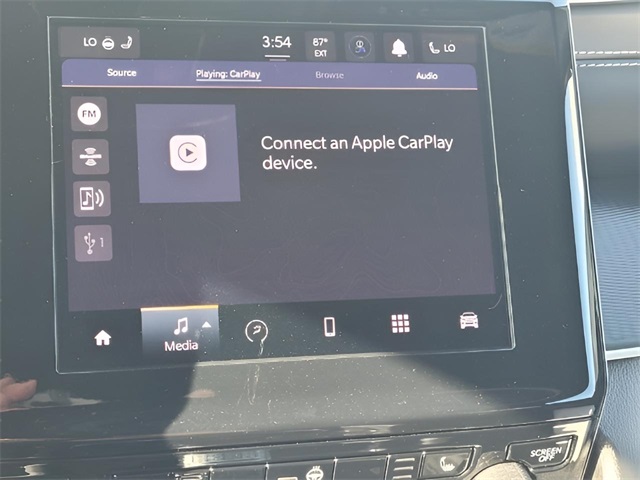 LO 3:54 87° EXT LO
Source Playing: CarPlay Browse Audio
FM
Connect an Apple CarPlay
device.
1
Media
SCREEN
OFF